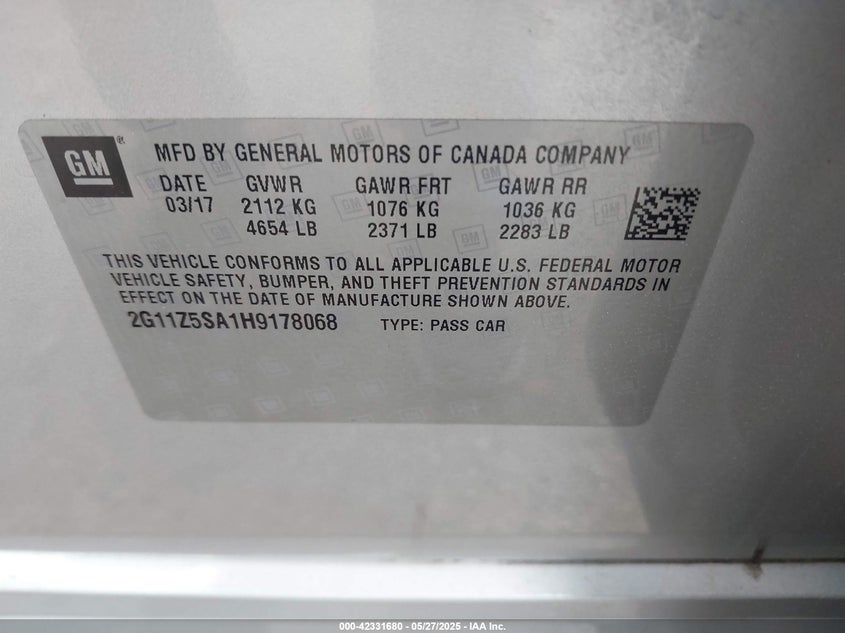 GM
MFD BY GENERAL MOTORS OF CANADA COMPANY
DATE GVWR GAWR FRT GAWR RR
03/17 2112 KG 1076 KG 1036 KG
4654 LB 2371 LB 2283 LB
THIS VEHICLE CONFORMS TO ALL APPLICABLE U.S. FEDERAL MOTOR
VEHICLE SAFETY, BUMPER, AND THEFT PREVENTION STANDARDS IN
EFFECT ON THE DATE OF MANUFACTURE SHOWN ABOVE.
2G11Z5SA1H9178068 TYPE: PASS CAR
000-42331680 - 05/27/2025 - IAA Inc.